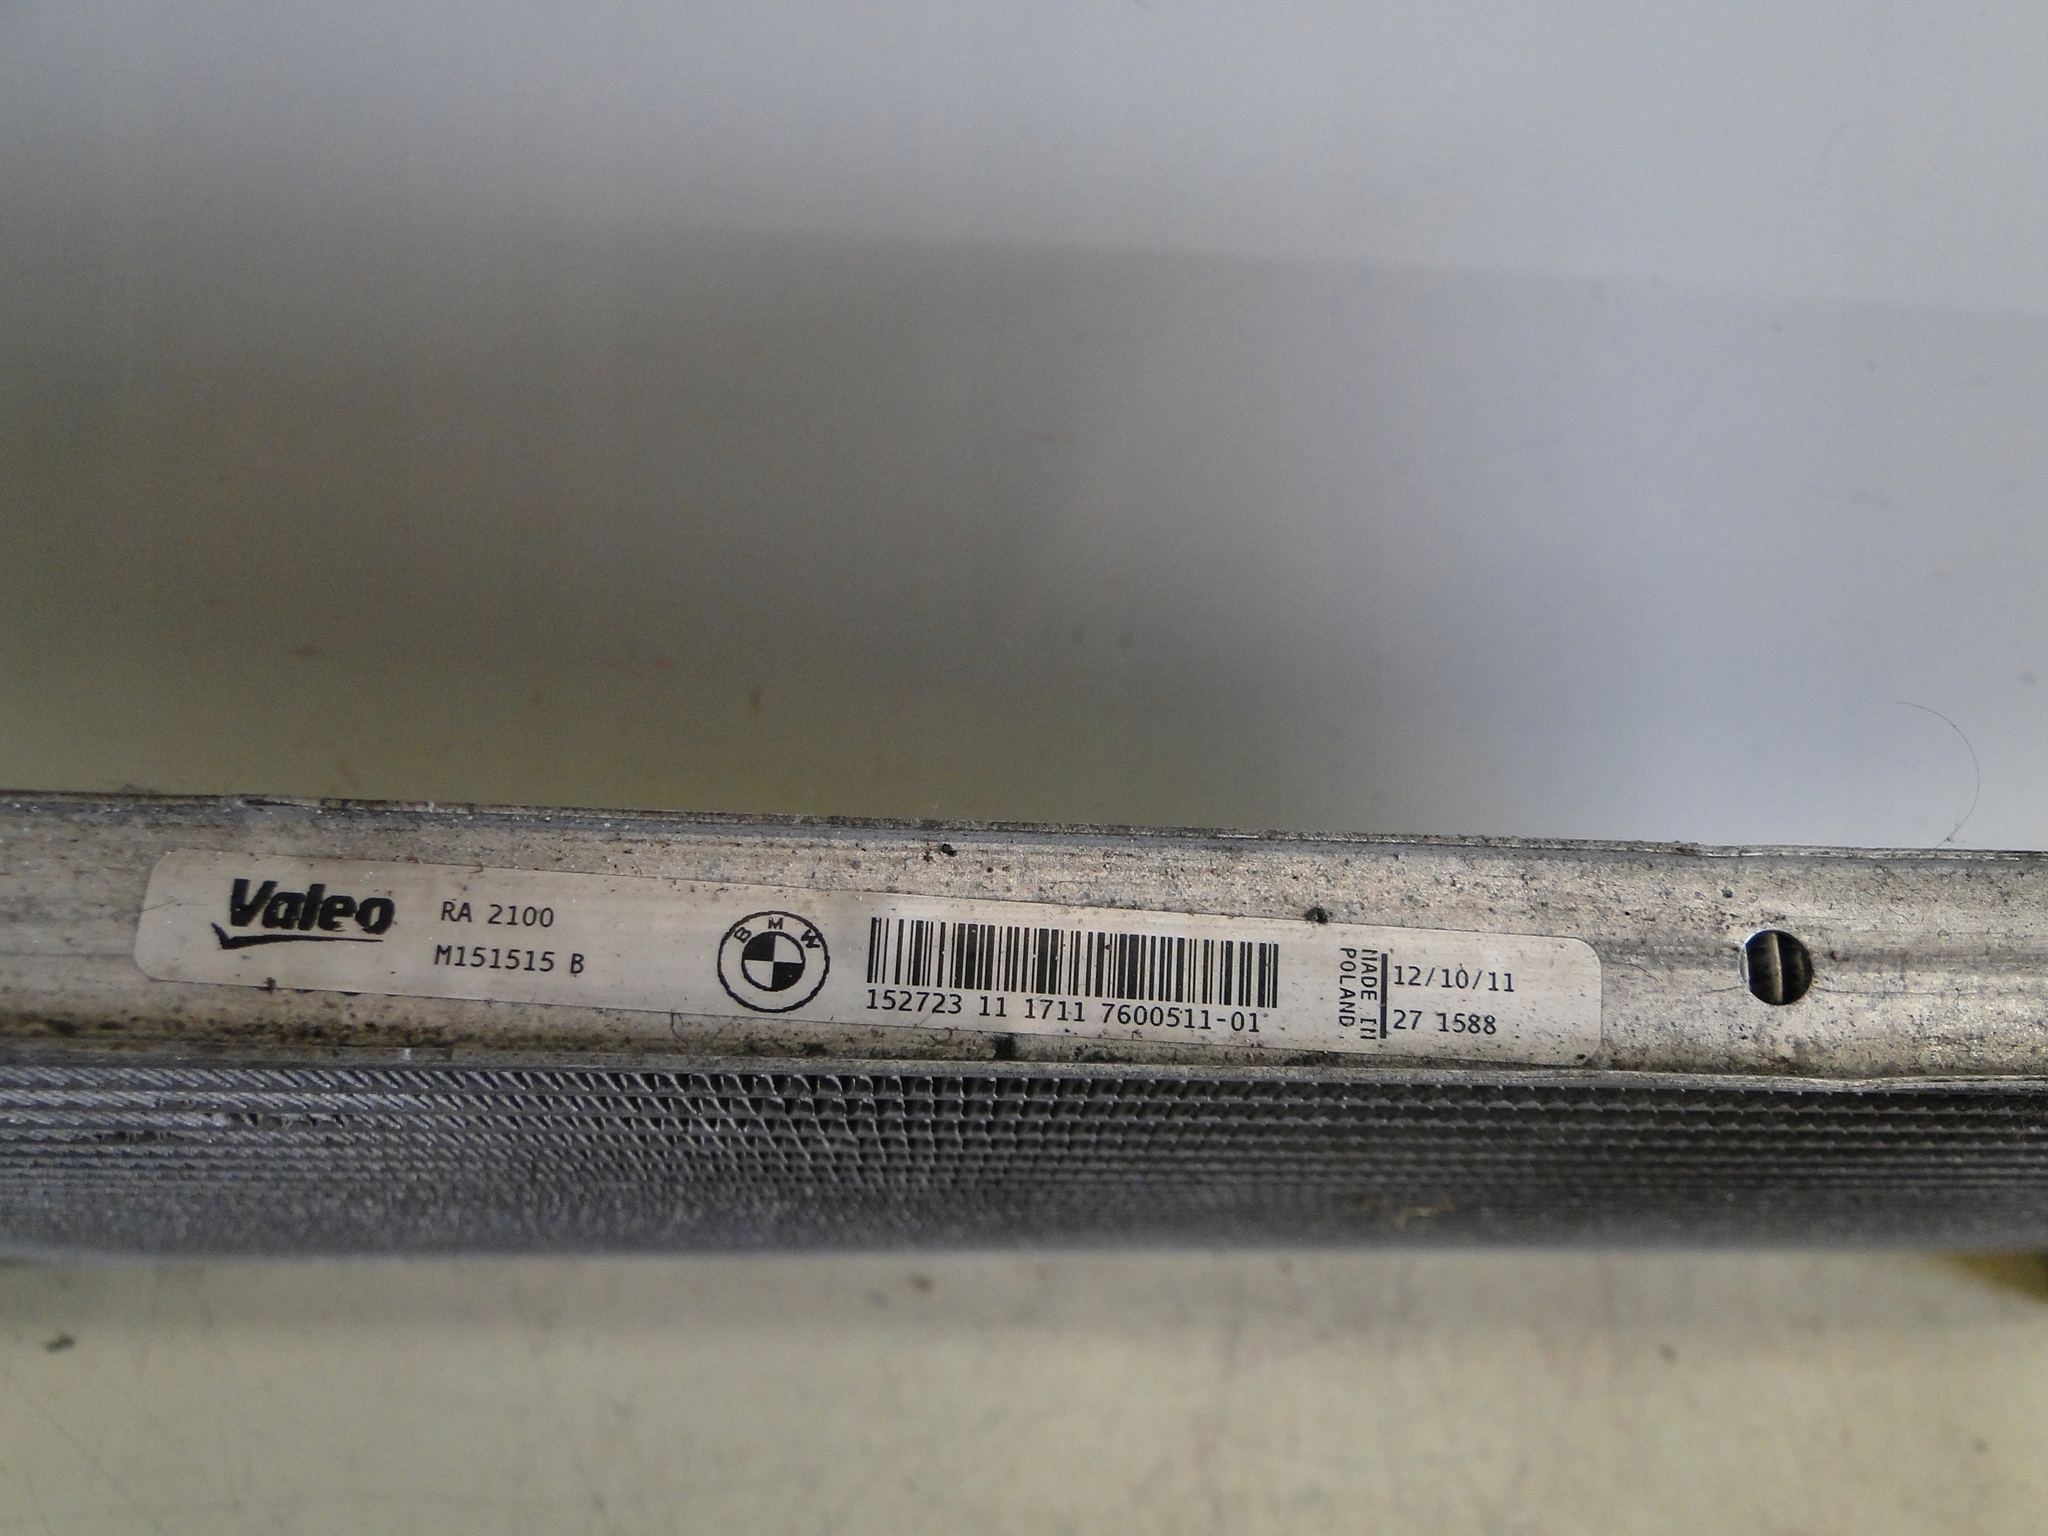 Valeo
RA 2100
M151515 B
BMW
152723 11 1711 7600511-01
MADE IN
POLAND
12/10/11
27 1588